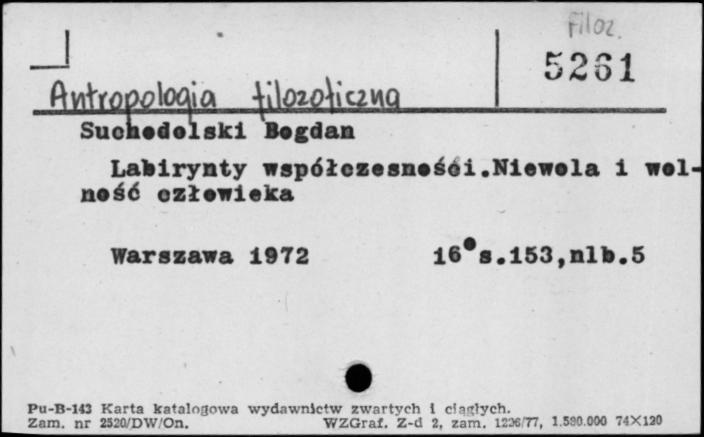 Filoz.
5261
Antropologia filozoficzna
Suchodolski Bogdan
Labirynty współczesności.Niewola i wol-
ność człowieka
Warszawa 1972 16° s.153,nlb.5
Pu-B-143 Karta katalogowa wydawnictw zwartych i ciągłych.
Zam. nr 2520/DW/On. WZGraf. Z-d 2, zam. 1236/77, 1.590.000 74X120